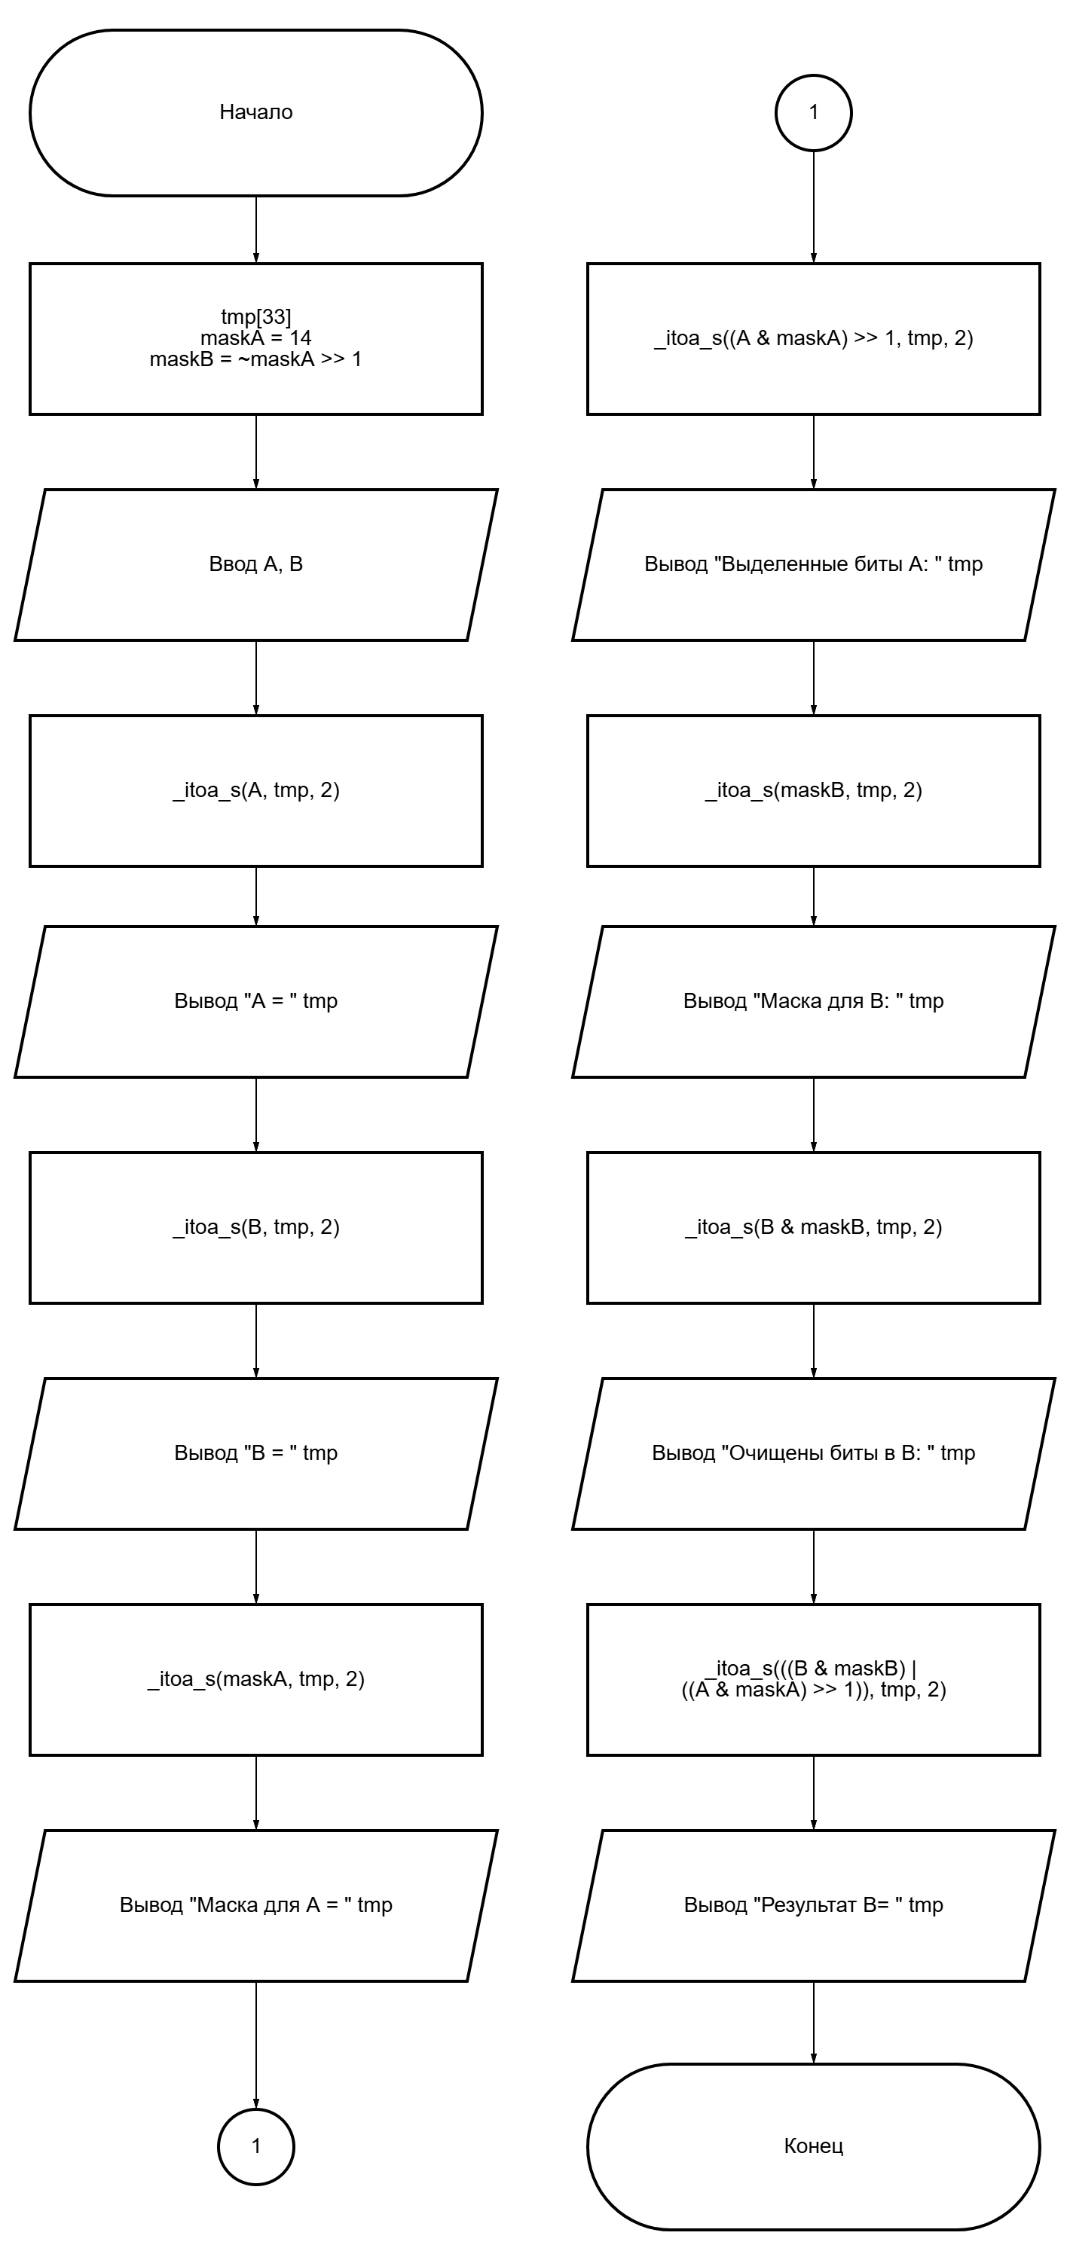 Начало
tmp[33]
maskA = 14
maskB = ~maskA >> 1
Ввод A, B
_itoa_s(A, tmp, 2)
Вывод "A = " tmp
_itoa_s(B, tmp, 2)
Вывод "B = " tmp
_itoa_s(maskA, tmp, 2)
Вывод "Маска для A = " tmp
1
1
_itoa_s((A & maskA) >> 1, tmp, 2)
Вывод "Выделенные биты A: " tmp
_itoa_s(maskB, tmp, 2)
Вывод "Маска для B: " tmp
_itoa_s(B & maskB, tmp, 2)
Вывод "Очищены биты в B: " tmp
_itoa_s(((B & maskB) |
((A & maskA) >> 1)), tmp, 2)
Вывод "Результат B= " tmp
Конец